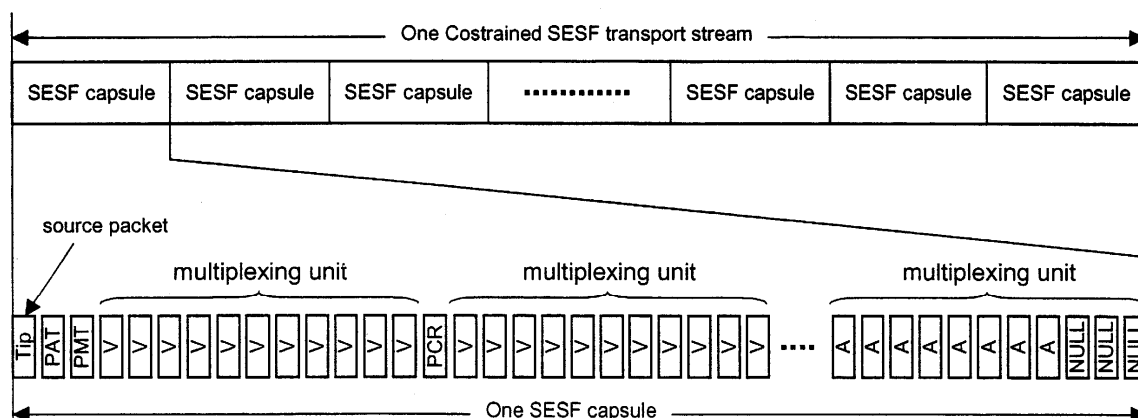 One Costrained SESF transport stream
SESF capsule SESF capsule SESF capsule SESF capsule SESF capsule SESF capsule
source packet
multiplexing unit multiplexing unit multiplexing unit
Tip PAT PMT V V V V V V V V V V V PCR V V V V V V V V V V V A A A A A A A A NULL NULL NULL
One SESF capsule